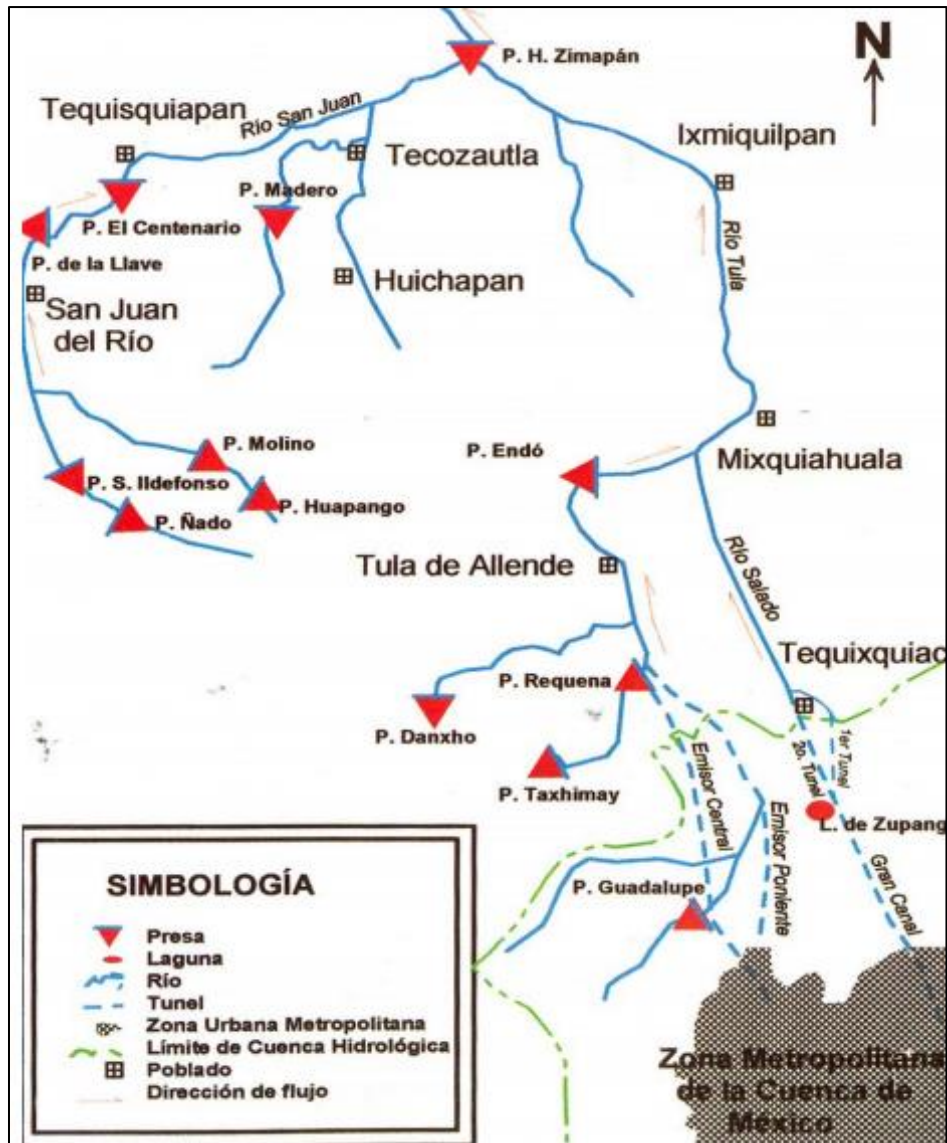 N
P. H. Zimapán
Tequisquiapan
Río San Juan
Ixmiquilpan
Tecozautla
P. Madero
P. El Centenario
P. de la Llave
Río Tula
Huichapan
San Juan
del Río
P. Molino
P. Endó
Mixquiahuala
P. S. Ildefonso
P. Huapango
P. Ñado
Tula de Allende
Río Salado
Tequixquiac
P. Requena
P. Danxho
P. Taxhimay
Emisor Central
Emisor Poniente
2o. Tunel
1er Tunel
L. de Zupang
Gran Canal
P. Guadalupe
SIMBOLOGÍA
Presa
Laguna
Río
Tunel
Zona Urbana Metropolitana
Límite de Cuenca Hidrológica
Poblado
Dirección de flujo
Zona Metropolitana
de la Cuenca de
México